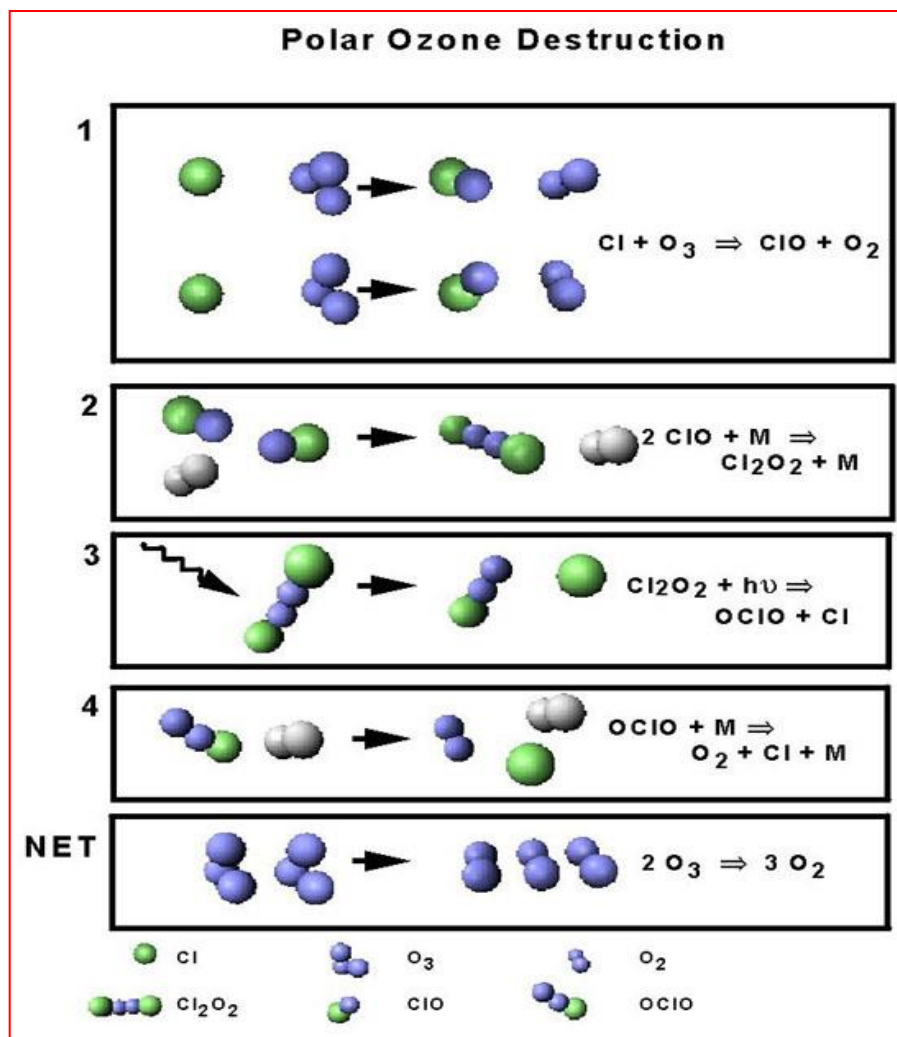 Polar Ozone Destruction
1
Cl + O₃ ⇒ ClO + O₂
2
2 ClO + M ⇒
Cl₂O₂ + M
3
Cl₂O₂ + hυ ⇒
OClO + Cl
4
OClO + M ⇒
O₂ + Cl + M
NET
2 O₃ ⇒ 3 O₂
Cl O₃ O₂
Cl₂O₂ ClO OClO